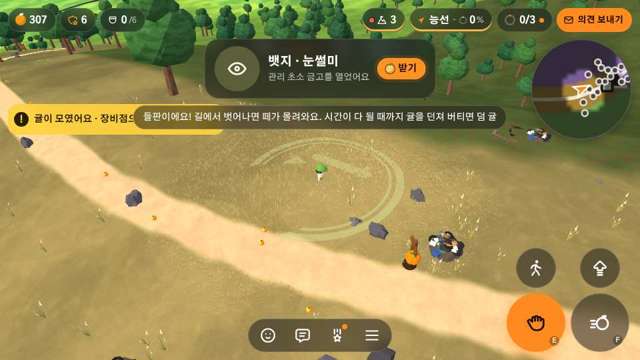 307
6
0/6
3
능선 · 0%
0/3
의견 보내기
뱃지 · 눈썰미
관리 초소 금고를 열었어요
받기
귤이 모였어요 · 장비점으
들판이에요! 길에서 벗어나면 떼가 몰려와요. 시간이 다 될 때까지 귤을 던져 버티면 덤 귤
E
F